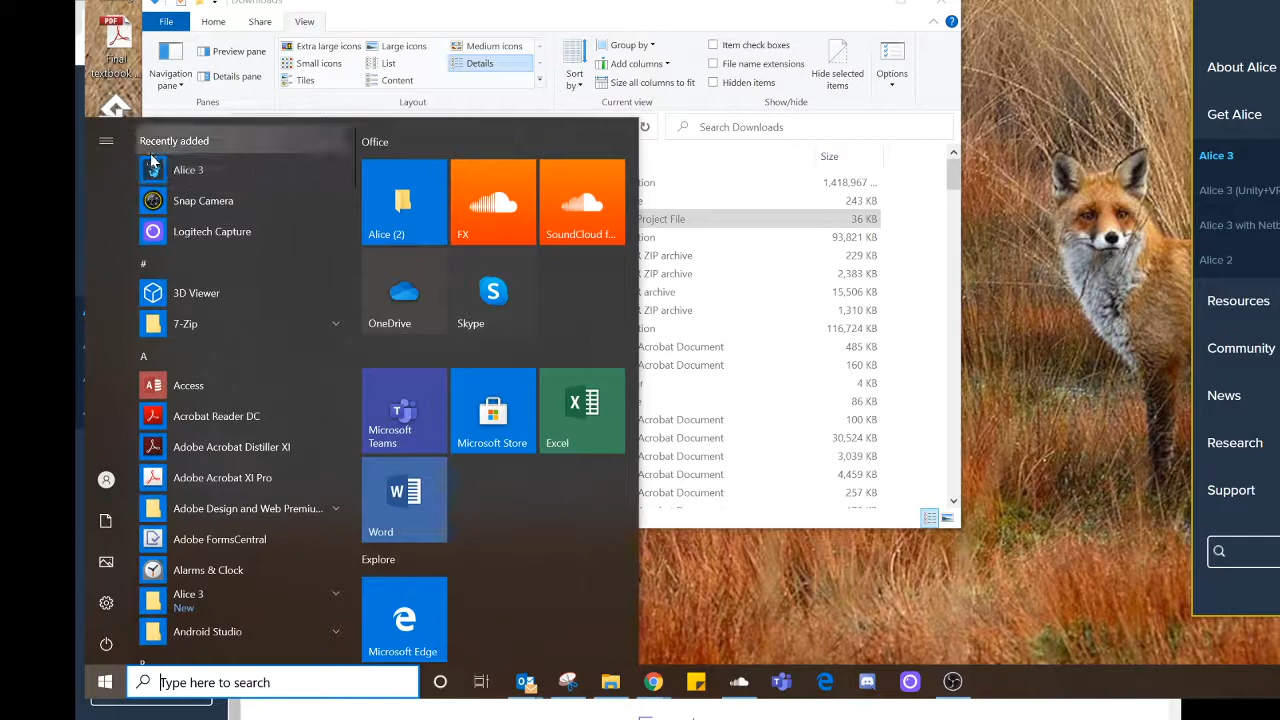 Downloads
File
Home
Share
View
Preview pane
Details pane
Navigation
pane
Panes
Extra large icons
Large icons
Medium icons
Small icons
List
Details
Tiles
Content
Layout
Sort
by
Group by
Add columns
Size all columns to fit
Current view
Item check boxes
File name extensions
Hidden items
Hide selected
items
Show/hide
Options
PDF
Final
textbook...
Search Downloads
Size
tion
1,418,967 ...
e
243 KB
Project File
36 KB
tion
93,821 KB
R ZIP archive
229 KB
R ZIP archive
2,383 KB
R archive
15,506 KB
R ZIP archive
1,310 KB
tion
116,724 KB
Acrobat Document
485 KB
Acrobat Document
160 KB
r
4 KB
e
86 KB
Acrobat Document
100 KB
Acrobat Document
30,524 KB
Acrobat Document
3,039 KB
Acrobat Document
4,459 KB
Acrobat Document
257 KB
Recently added
Alice 3
Snap Camera
Logitech Capture
#
3D Viewer
7-Zip
A
Access
Acrobat Reader DC
Adobe Acrobat Distiller XI
Adobe Acrobat XI Pro
Adobe Design and Web Premiu...
Adobe FormsCentral
Alarms & Clock
Alice 3
New
Android Studio
Office
Alice (2)
FX
SoundCloud f...
OneDrive
Skype
Microsoft
Teams
Microsoft Store
Excel
Word
Explore
Microsoft Edge
Type here to search
About Alice
Get Alice
Alice 3
Alice 3 (Unity+VR
Alice 3 with Netb
Alice 2
Resources
Community
News
Research
Support